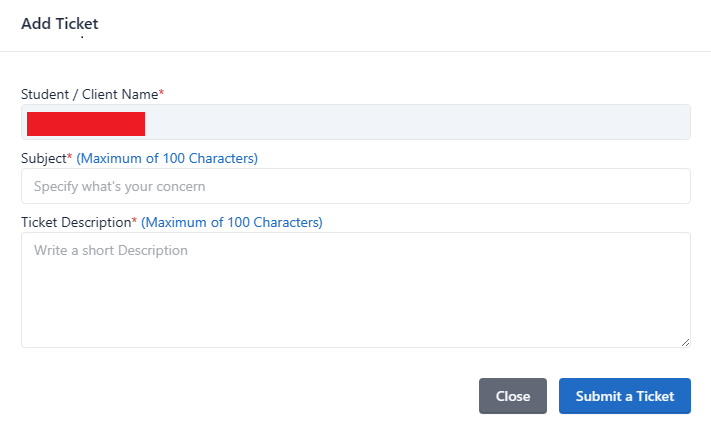 Add Ticket
Student / Client Name*
Subject* (Maximum of 100 Characters)
Specify what's your concern
Ticket Description* (Maximum of 100 Characters)
Write a short Description
Close
Submit a Ticket